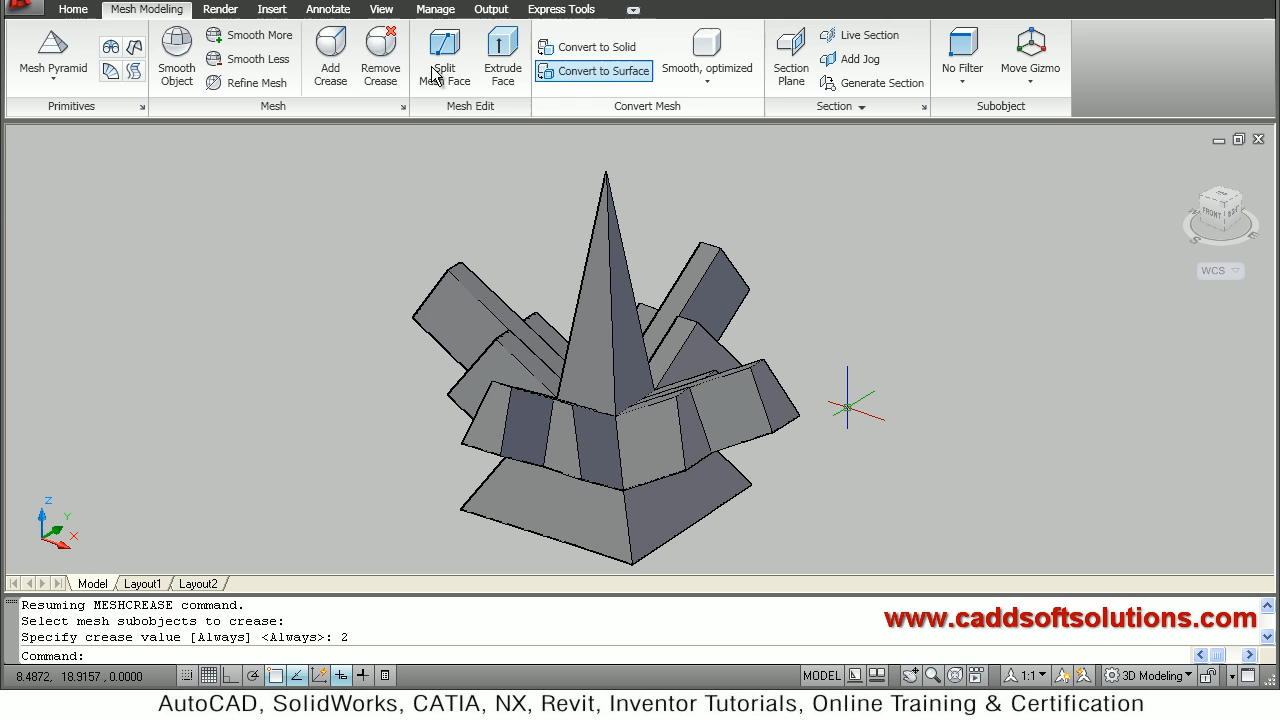 Home Mesh Modeling Render Insert Annotate View Manage Output Express Tools
Mesh Pyramid
Primitives
Smooth Object
Smooth More
Smooth Less
Refine Mesh
Add Crease
Remove Crease
Mesh
Split Mesh Face
Extrude Face
Mesh Edit
Convert to Solid
Convert to Surface
Smooth, optimized
Convert Mesh
Section Plane
Live Section
Add Jog
Generate Section
Section
No Filter
Move Gizmo
Subobject
FRONT
S
E
WCS
Z
Y
X
Model Layout1 Layout2
Resuming MESHCREASE command.
Select mesh subobjects to crease:
Specify crease value [Always] <Always>: 2
Command:
www.caddsoftsolutions.com
8.4872, 18.9157 ,0.0000
MODEL
1:1
3D Modeling
AutoCAD, SolidWorks, CATIA, NX, Revit, Inventor Tutorials, Online Training & Certification